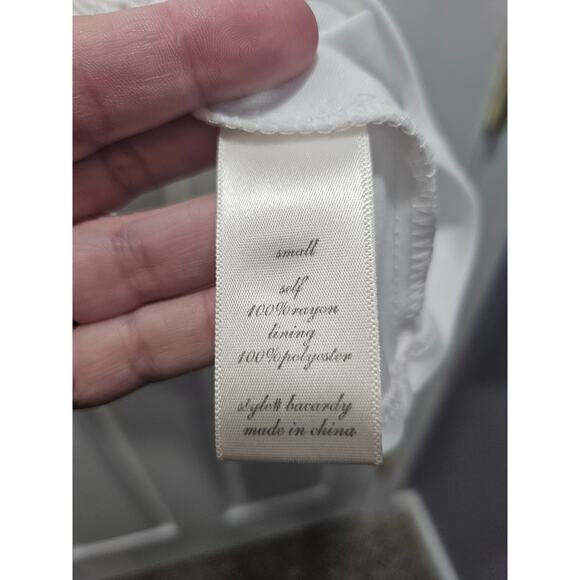 small
self
100%rayon
lining
100%polyester
style# bacardy
made in china